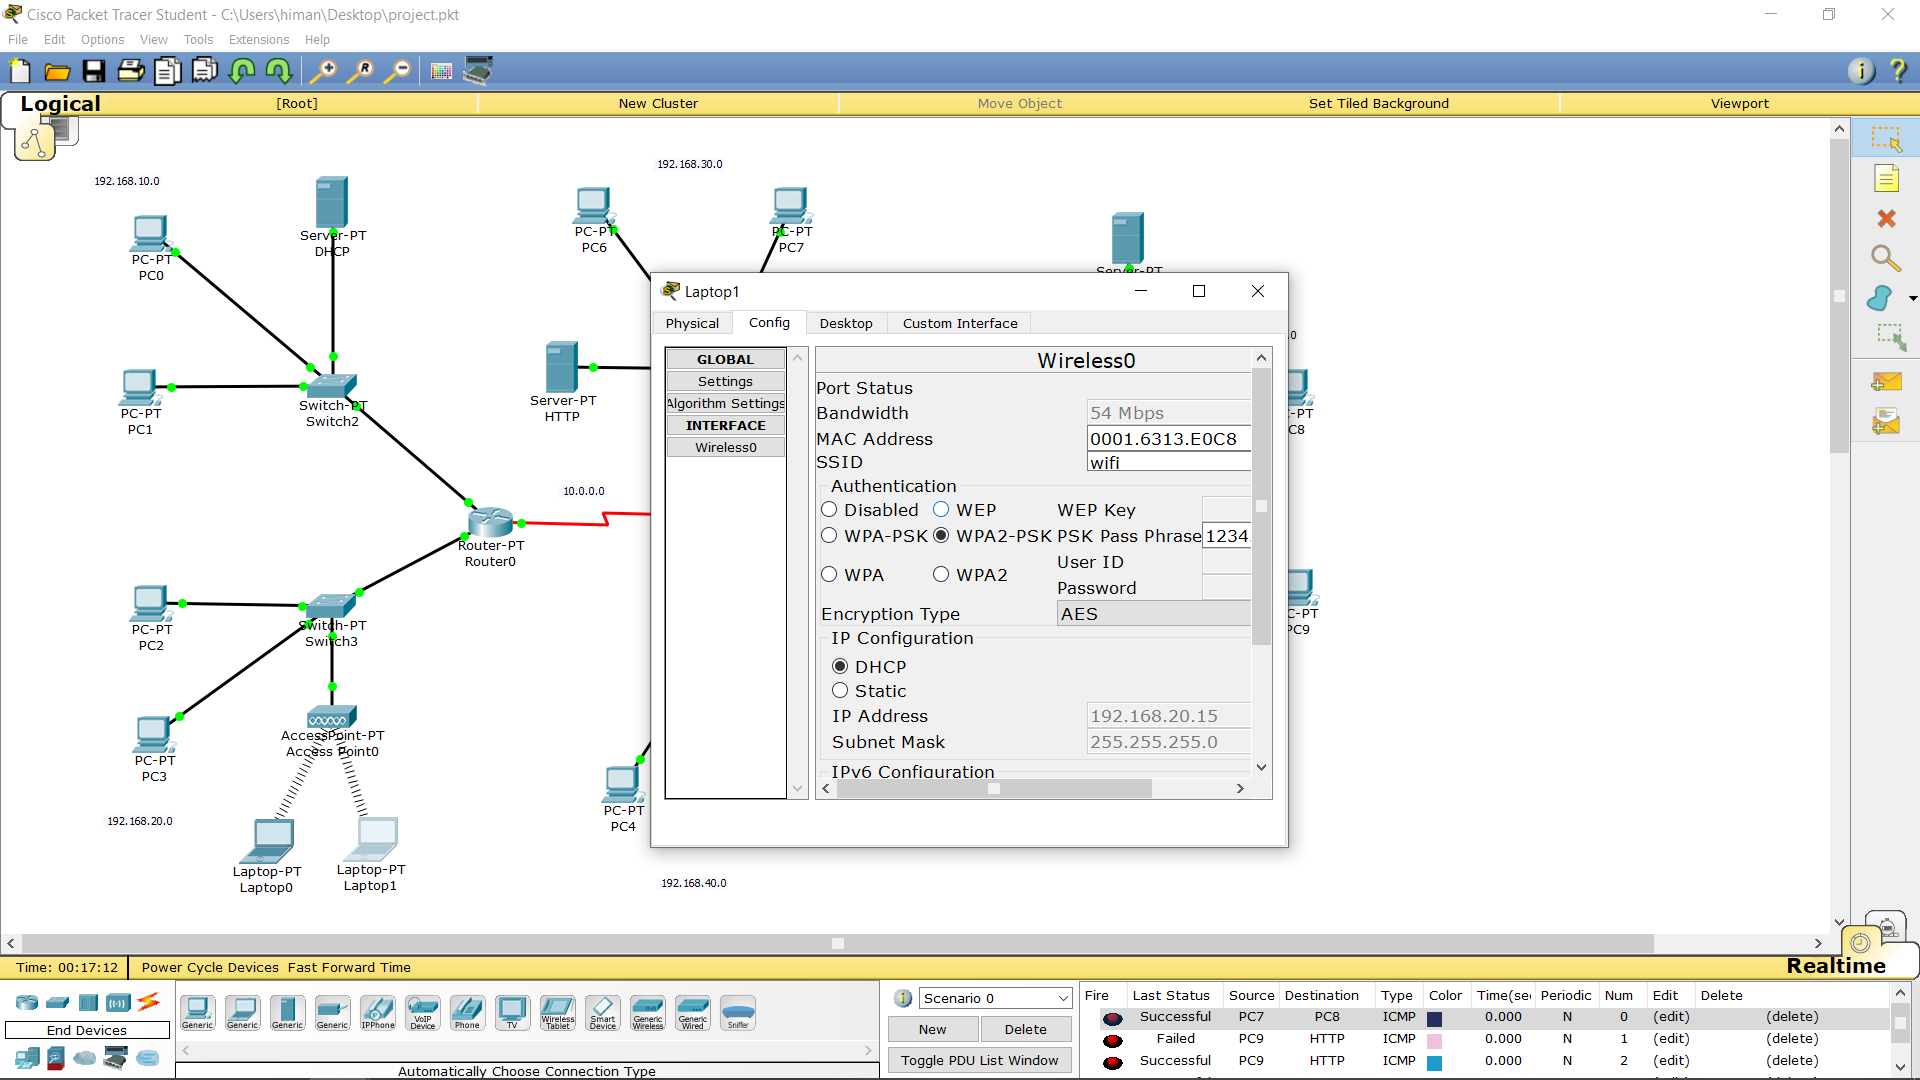 Cisco Packet Tracer Student - C:\Users\himan\Desktop\project.pkt
File Edit Options View Tools Extensions Help
Logical [Root] New Cluster Move Object Set Tiled Background Viewport
192.168.30.0
192.168.10.0
PC-PT
PC0
Server-PT
DHCP
PC-PT
PC6
PC-PT
PC7
Server-PT
PC-PT
PC1
Switch-PT
Switch2
Server-PT
HTTP
10.0.0.0
Router-PT
Router0
PC-PT
PC2
Switch-PT
Switch3
PC-PT
PC3
AccessPoint-PT
Access Point0
192.168.20.0
Laptop-PT
Laptop0
Laptop-PT
Laptop1
PC-PT
PC4
192.168.40.0
.0
C-PT
C8
C-PT
PC9
Laptop1
Physical Config Desktop Custom Interface
GLOBAL
Settings
Algorithm Settings
INTERFACE
Wireless0
Wireless0
Port Status
Bandwidth 54 Mbps
MAC Address 0001.6313.E0C8
SSID wifi
Authentication
Disabled WEP WEP Key
WPA-PSK WPA2-PSK PSK Pass Phrase 1234
User ID
WPA WPA2
Password
Encryption Type AES
IP Configuration
DHCP
Static
IP Address 192.168.20.15
Subnet Mask 255.255.255.0
IPv6 Configuration
Time: 00:17:12 Power Cycle Devices Fast Forward Time Realtime
End Devices
Generic Generic Generic Generic IPPhone VoIP Device Phone TV Wireless Tablet Smart Device Generic Wireless Generic Wired Sniffer
Automatically Choose Connection Type
Scenario 0
New Delete
Toggle PDU List Window
Fire Last Status Source Destination Type Color Time(sec Periodic Num Edit Delete
Successful PC7 PC8 ICMP 0.000 N 0 (edit) (delete)
Failed PC9 HTTP ICMP 0.000 N 1 (edit) (delete)
Successful PC9 HTTP ICMP 0.000 N 2 (edit) (delete)